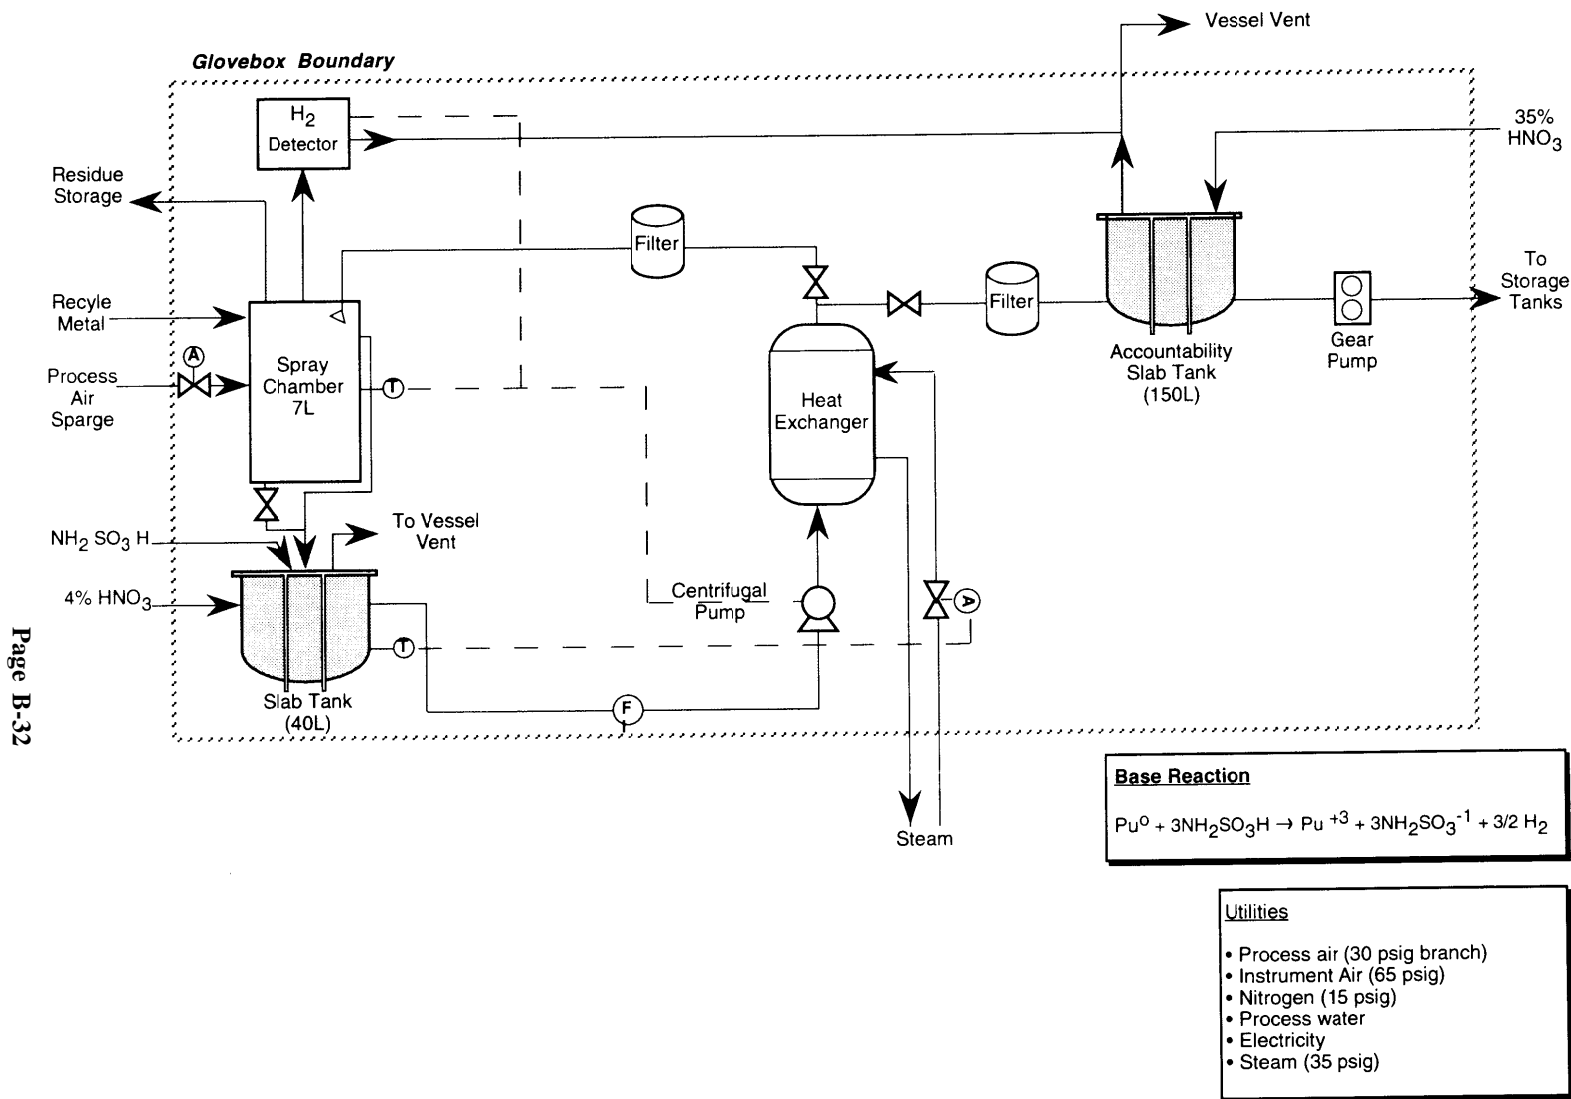 Vessel Vent
Glovebox Boundary
H2
Detector
35%
HNO3
Residue
Storage
Filter
To
Storage
Tanks
Filter
Recyle
Metal
Gear
Pump
Accountability
Slab Tank
(150L)
A
Process
Air
Sparge
Spray
Chamber
7L
T
Heat
Exchanger
To Vessel
Vent
NH2 SO3 H
4% HNO3
Centrifugal
Pump
A
T
Slab Tank
(40L)
F
I
Steam
Page B-32
Base Reaction
Pu° + 3NH2SO3H → Pu +3 + 3NH2SO3-1 + 3/2 H2
Utilities
• Process air (30 psig branch)
• Instrument Air (65 psig)
• Nitrogen (15 psig)
• Process water
• Electricity
• Steam (35 psig)